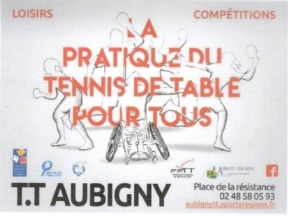 LOISIRS
COMPÉTITIONS
LA
PRATIQUE DU
TENNIS DE TABLE
POUR TOUS
FFTT
T.T AUBIGNY
Place de la résistance
02 48 58 05 93
aubignytt.sportsregions.fr